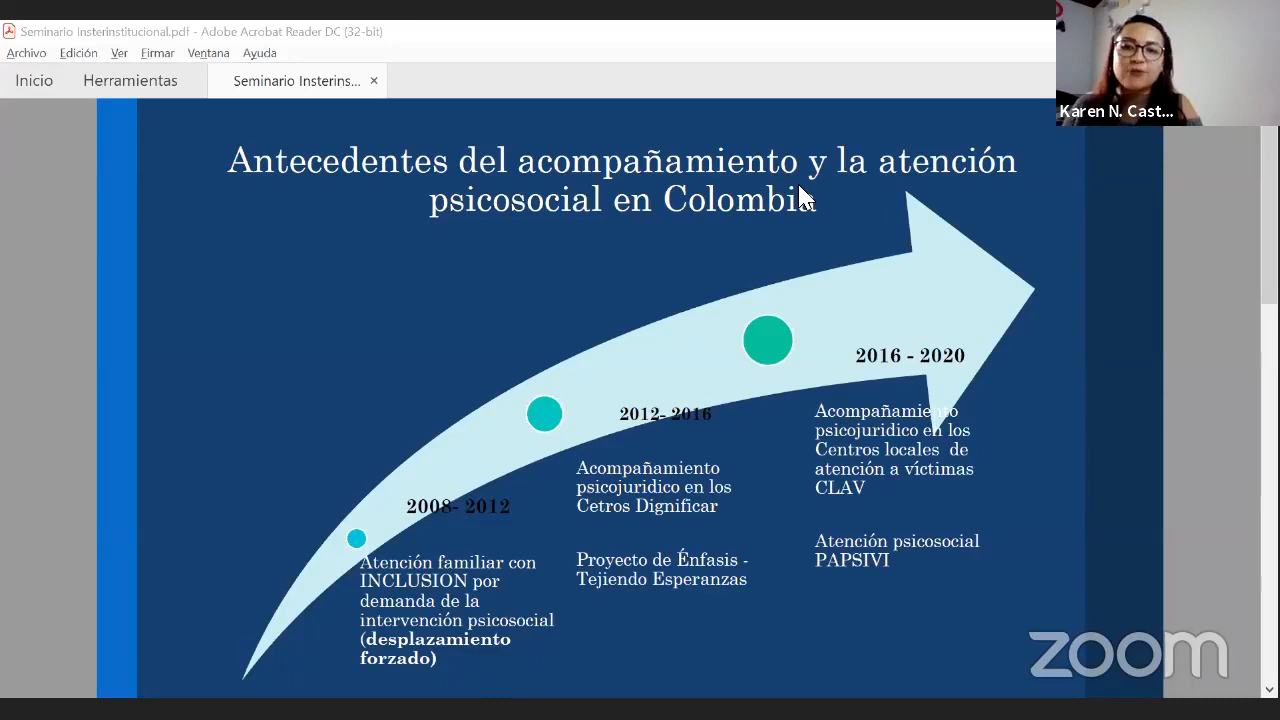 Seminario Insterinstitucional.pdf - Adobe Acrobat Reader DC (32-bit)
Archivo Edición Ver Firmar Ventana Ayuda
Inicio Herramientas Seminario Insterins... ×
Karen N. Cast...
Antecedentes del acompañamiento y la atención
psicosocial en Colombia
2016 - 2020
Acompañamiento
psicojuridico en los
Centros locales de
atención a víctimas
CLAV
Atención psicosocial
PAPSIVI
2012- 2016
Acompañamiento
psicojuridico en los
Cetros Dignificar
Proyecto de Énfasis -
Tejiendo Esperanzas
2008- 2012
Atención familiar con
INCLUSION por
demanda de la
intervención psicosocial
(desplazamiento
forzado)
zoom